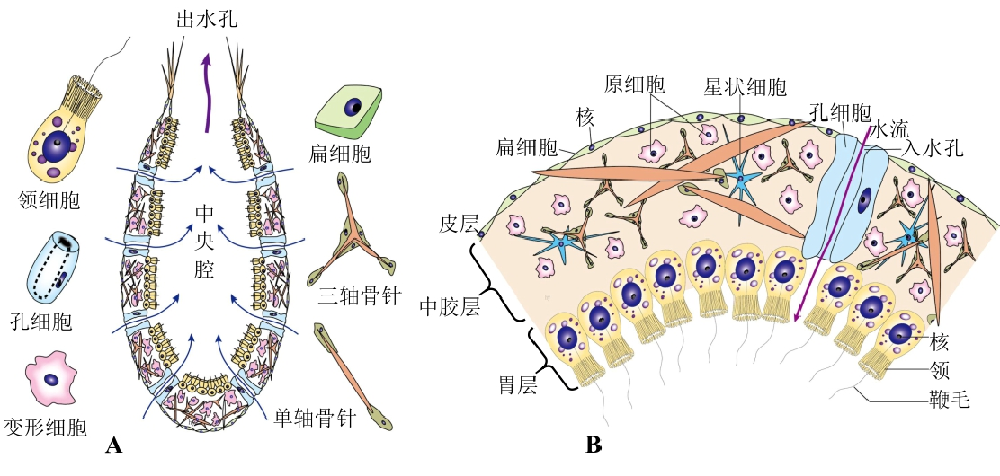 出水孔
领细胞
孔细胞
变形细胞
中
央
腔
扁细胞
三轴骨针
单轴骨针
A
原细胞
星状细胞
核
孔细胞
水流
扁细胞
入水孔
皮层
中胶层
胃层
核
领
鞭毛
B